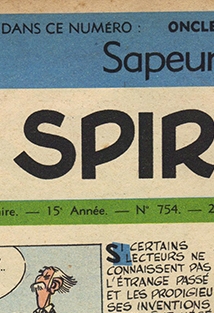 DANS CE NUMÉRO : ONCLE
Sapeur
SPIR
ire. — 15e Année. — N° 754. — 2
SI CERTAINS
LECTEURS NE
CONNAISSENT PAS
L'ÉTRANGE PASSÉ
ET LES PRODIGIEU
SES INVENTIONS